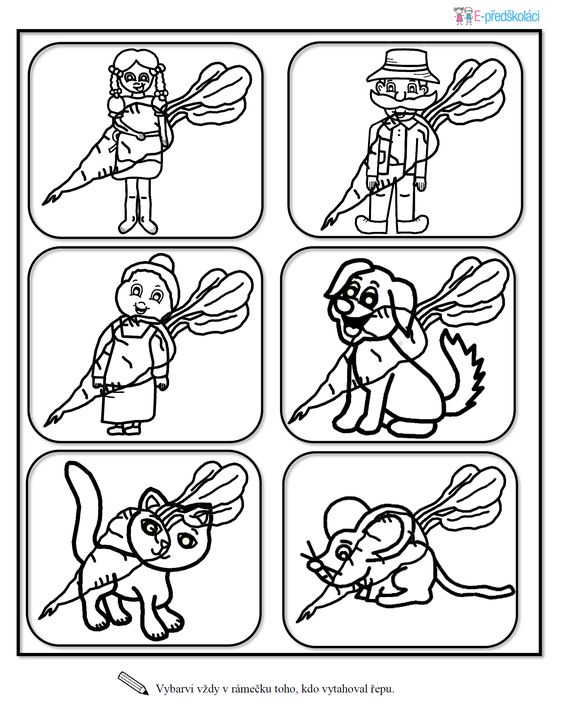 E-předškoláci
Vybarvi vždy v rámečku toho, kdo vytahoval řepu.